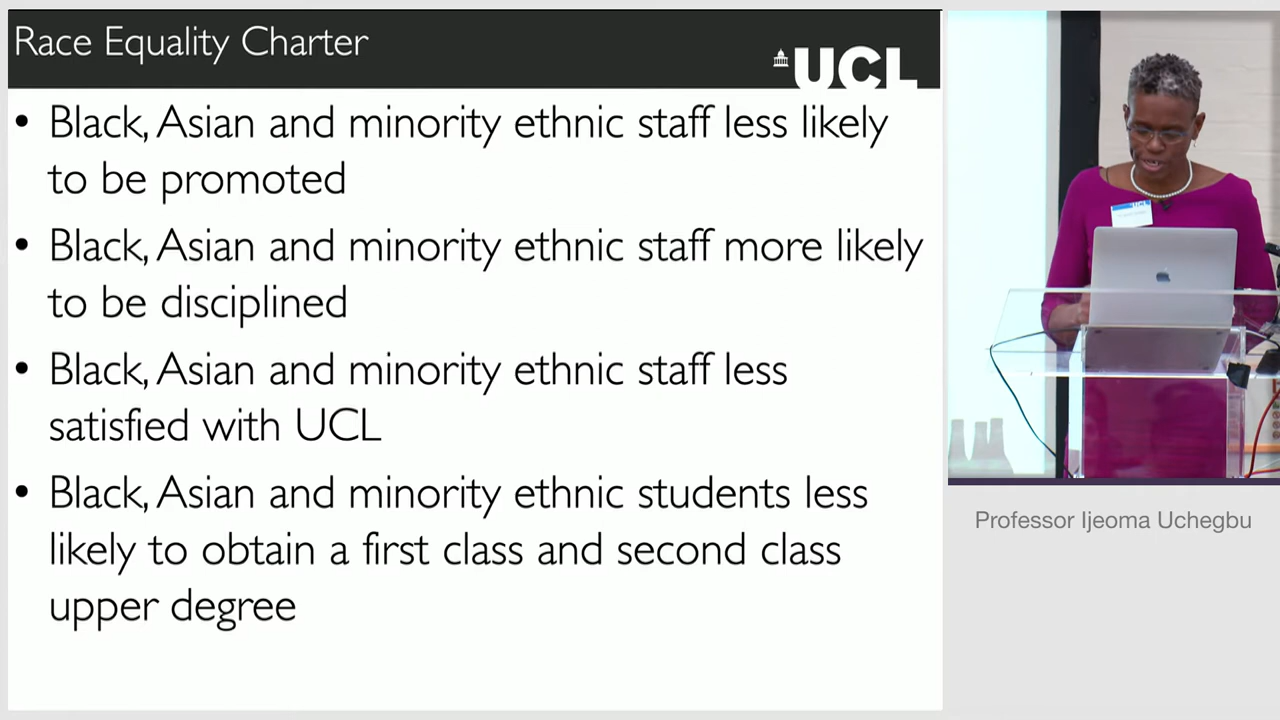 Race Equality Charter
UCL
• Black, Asian and minority ethnic staff less likely
to be promoted
• Black, Asian and minority ethnic staff more likely
to be disciplined
• Black, Asian and minority ethnic staff less
satisfied with UCL
• Black, Asian and minority ethnic students less
likely to obtain a first class and second class
upper degree
UCL
Professor Ijeoma Uchegbu